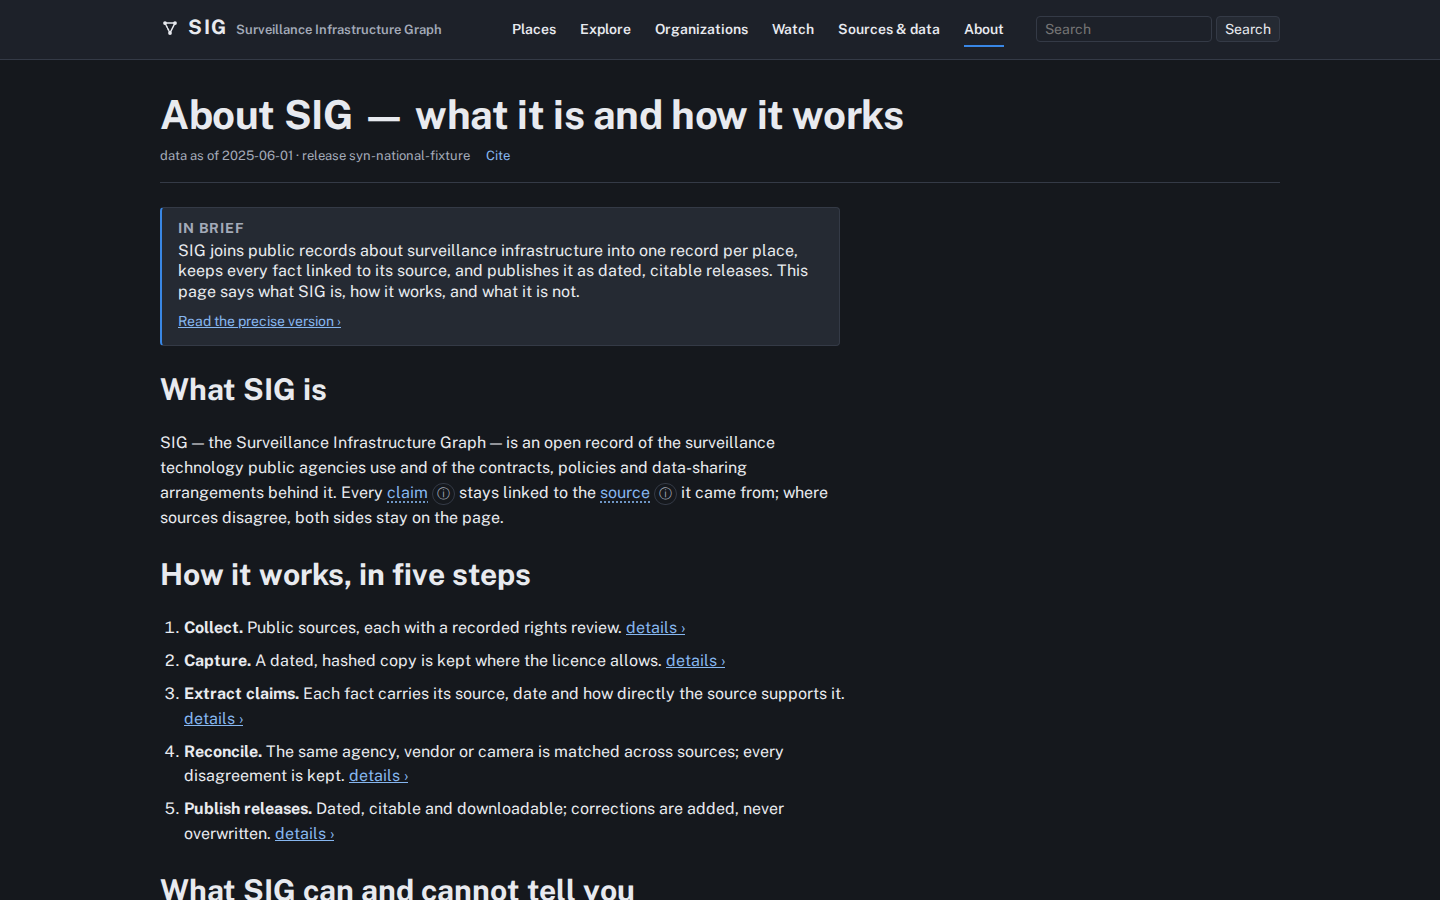 SIG Surveillance Infrastructure Graph Places Explore Organizations Watch Sources & data About Search Search
About SIG — what it is and how it works
data as of 2025-06-01 · release syn-national-fixture Cite
IN BRIEF
SIG joins public records about surveillance infrastructure into one record per place,
keeps every fact linked to its source, and publishes it as dated, citable releases. This
page says what SIG is, how it works, and what it is not.
Read the precise version ›
What SIG is
SIG — the Surveillance Infrastructure Graph — is an open record of the surveillance
technology public agencies use and of the contracts, policies and data-sharing
arrangements behind it. Every claim ⓘ stays linked to the source ⓘ it came from; where
sources disagree, both sides stay on the page.
How it works, in five steps
1. Collect. Public sources, each with a recorded rights review. details ›
2. Capture. A dated, hashed copy is kept where the licence allows. details ›
3. Extract claims. Each fact carries its source, date and how directly the source supports it.
details ›
4. Reconcile. The same agency, vendor or camera is matched across sources; every
disagreement is kept. details ›
5. Publish releases. Dated, citable and downloadable; corrections are added, never
overwritten. details ›
What SIG can and cannot tell you